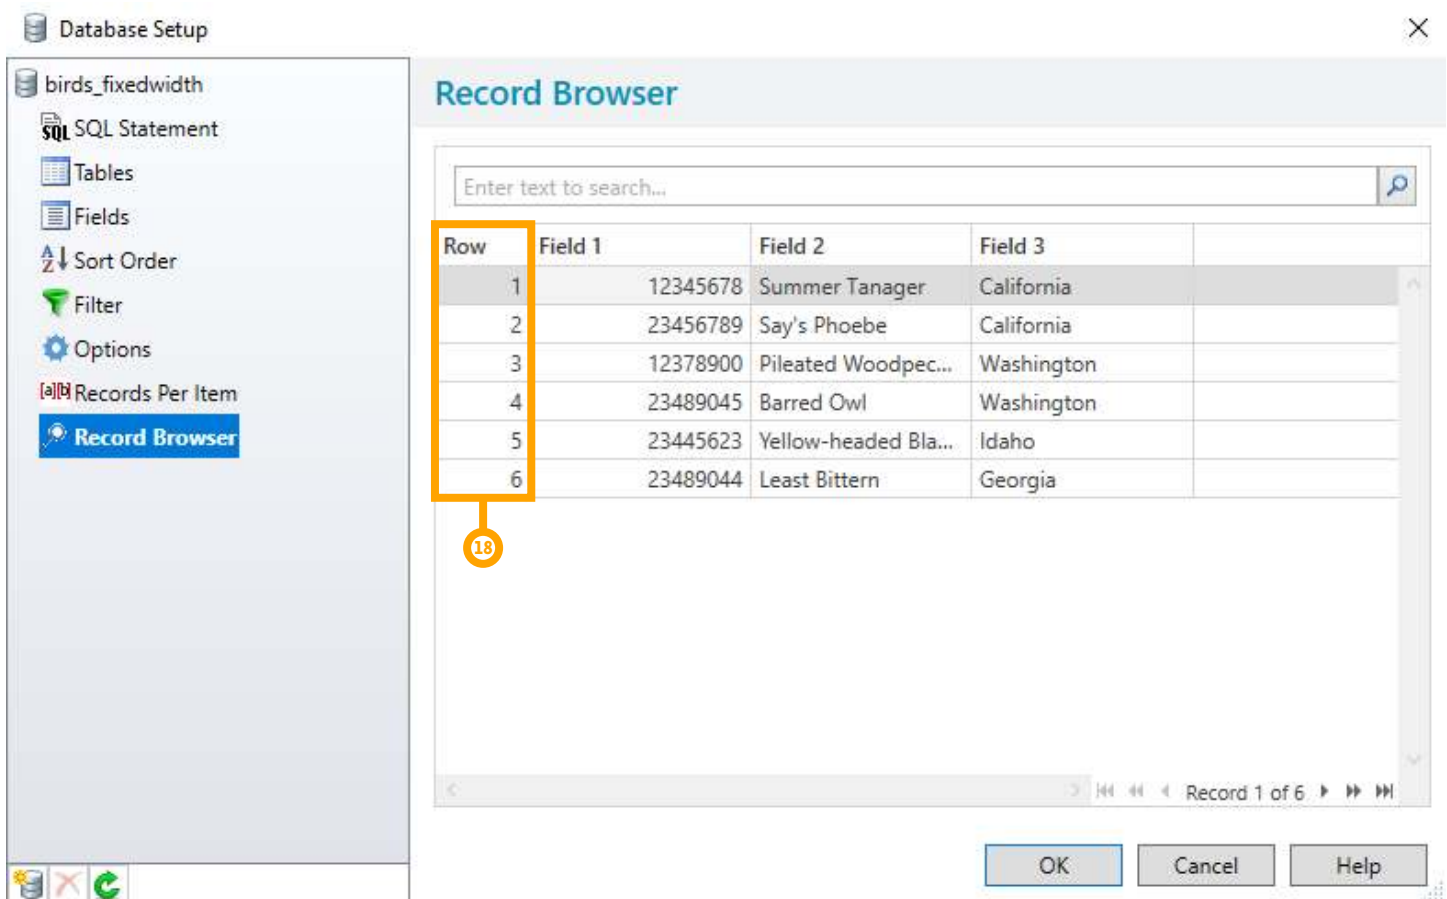 Database Setup
birds_fixedwidth
SQL SQL Statement
Tables
Fields
AZ Sort Order
Filter
Options
[a][b] Records Per Item
Record Browser
Record Browser
Enter text to search...
Row Field 1 Field 2 Field 3
1 12345678 Summer Tanager California
2 23456789 Say's Phoebe California
3 12378900 Pileated Woodpec... Washington
4 23489045 Barred Owl Washington
5 23445623 Yellow-headed Bla... Idaho
6 23489044 Least Bittern Georgia
18
Record 1 of 6
OK Cancel Help